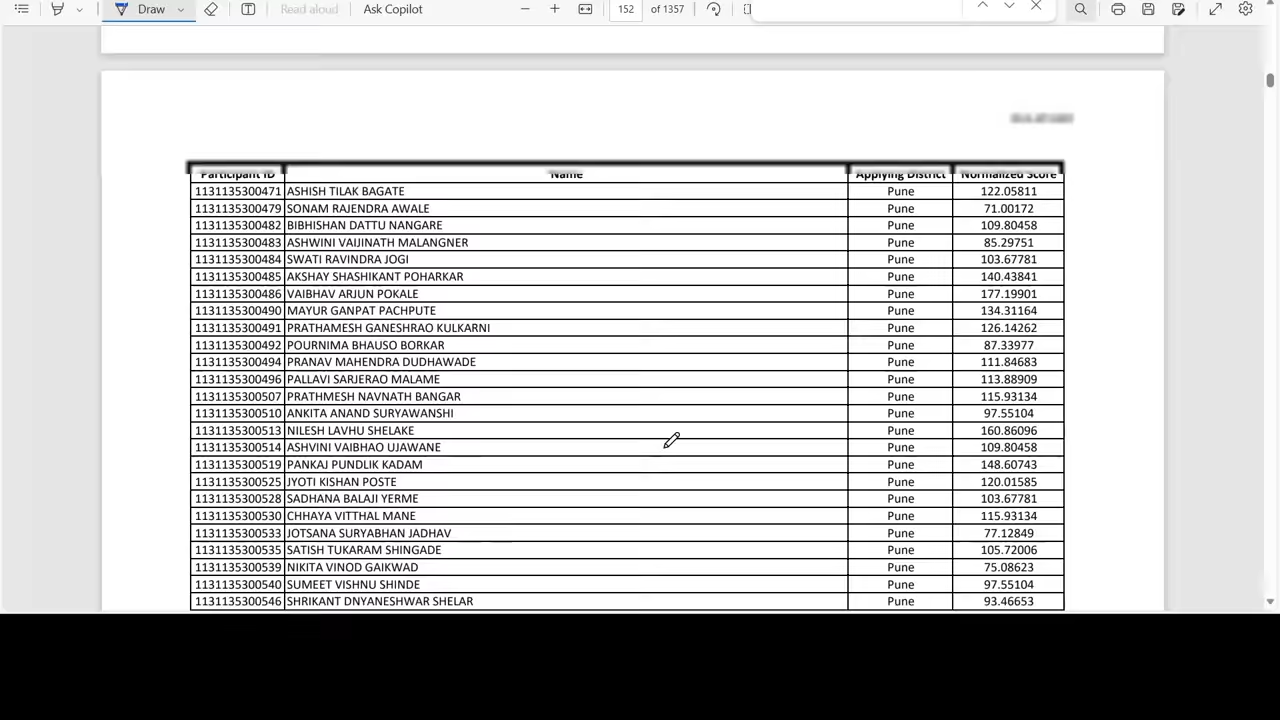 Draw Read aloud Ask Copilot 152 of 1357
Participant ID Name Applying District Normalized Score
1131135300471 ASHISH TILAK BAGATE Pune 122.05811
1131135300479 SONAM RAJENDRA AWALE Pune 71.00172
1131135300482 BIBHISHAN DATTU NANGARE Pune 109.80458
1131135300483 ASHWINI VAIJINATH MALANGNER Pune 85.29751
1131135300484 SWATI RAVINDRA JOGI Pune 103.67781
1131135300485 AKSHAY SHASHIKANT POHARKAR Pune 140.43841
1131135300486 VAIBHAV ARJUN POKALE Pune 177.19901
1131135300490 MAYUR GANPAT PACHPUTE Pune 134.31164
1131135300491 PRATHAMESH GANESHRAO KULKARNI Pune 126.14262
1131135300492 POURNIMA BHAUSO BORKAR Pune 87.33977
1131135300494 PRANAV MAHENDRA DUDHAWADE Pune 111.84683
1131135300496 PALLAVI SARJERAO MALAME Pune 113.88909
1131135300507 PRATHMESH NAVNATH BANGAR Pune 115.93134
1131135300510 ANKITA ANAND SURYAWANSHI Pune 97.55104
1131135300513 NILESH LAVHU SHELAKE Pune 160.86096
1131135300514 ASHVINI VAIBHAO UJAWANE Pune 109.80458
1131135300519 PANKAJ PUNDLIK KADAM Pune 148.60743
1131135300525 JYOTI KISHAN POSTE Pune 120.01585
1131135300528 SADHANA BALAJI YERME Pune 103.67781
1131135300530 CHHAYA VITTHAL MANE Pune 115.93134
1131135300533 JOTSANA SURYABHAN JADHAV Pune 77.12849
1131135300535 SATISH TUKARAM SHINGADE Pune 105.72006
1131135300539 NIKITA VINOD GAIKWAD Pune 75.08623
1131135300540 SUMEET VISHNU SHINDE Pune 97.55104
1131135300546 SHRIKANT DNYANESHWAR SHELAR Pune 93.46653